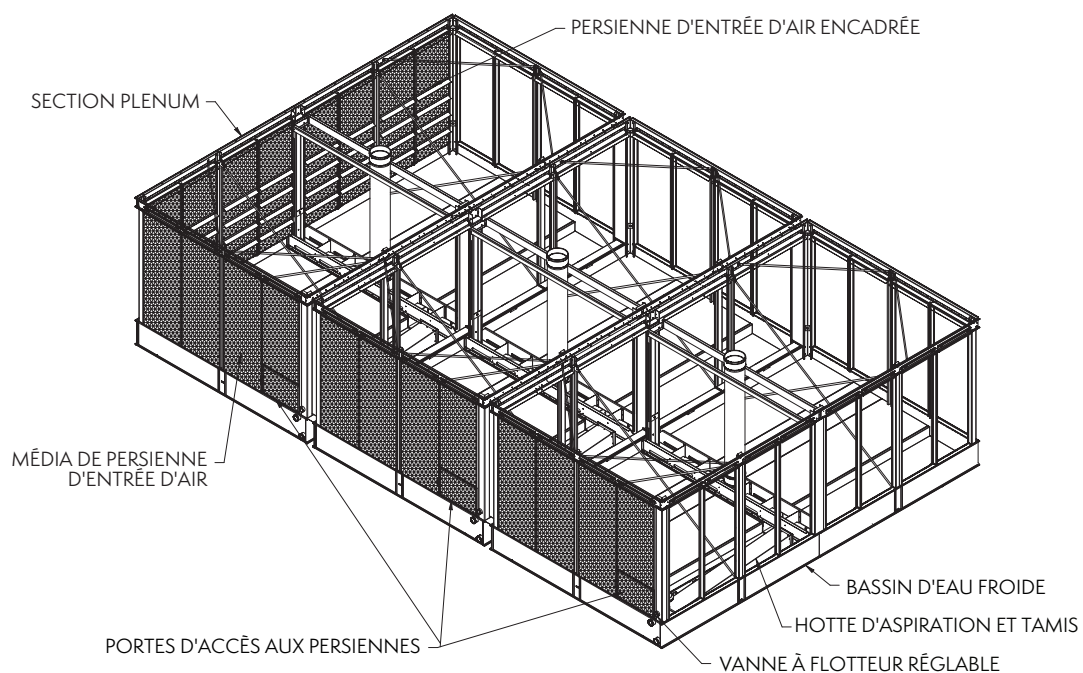 PERSIENNE D'ENTRÉE D'AIR ENCADRÉE
SECTION PLENUM
MÉDIA DE PERSIENNE
D'ENTRÉE D'AIR
BASSIN D'EAU FROIDE
HOTTE D'ASPIRATION ET TAMIS
PORTES D'ACCÈS AUX PERSIENNES
VANNE À FLOTTEUR RÉGLABLE